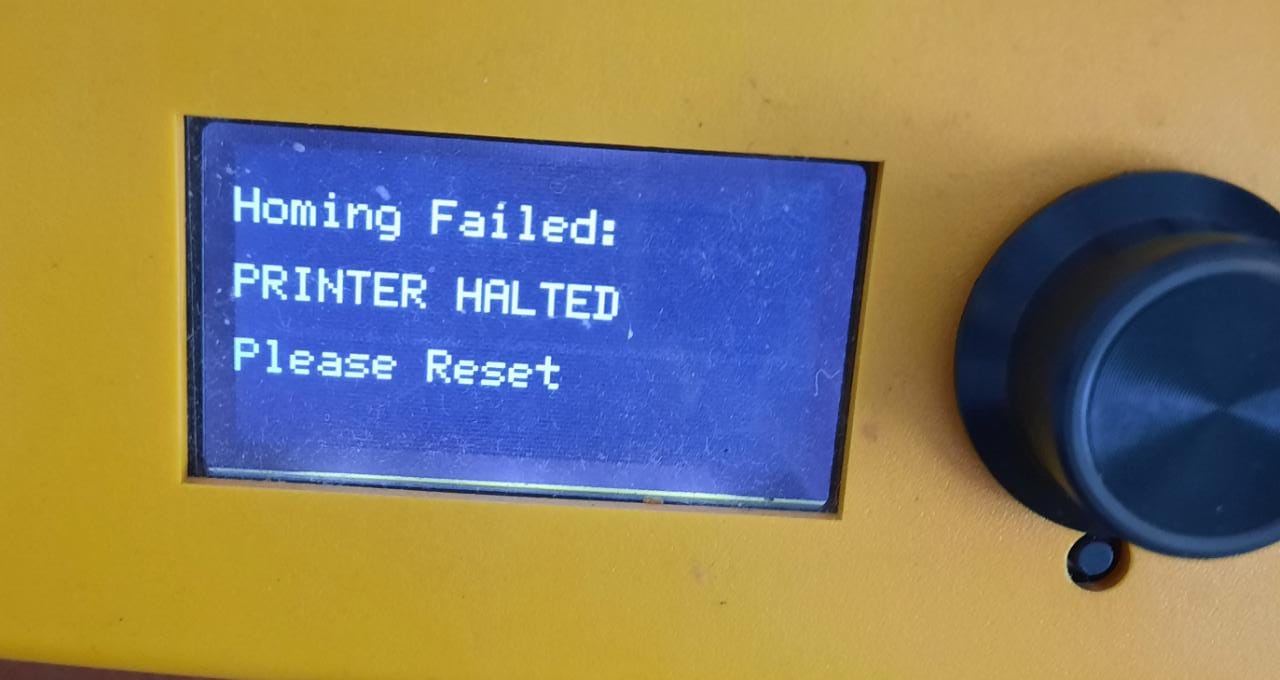 Homing Failed:
PRINTER HALTED
Please Reset